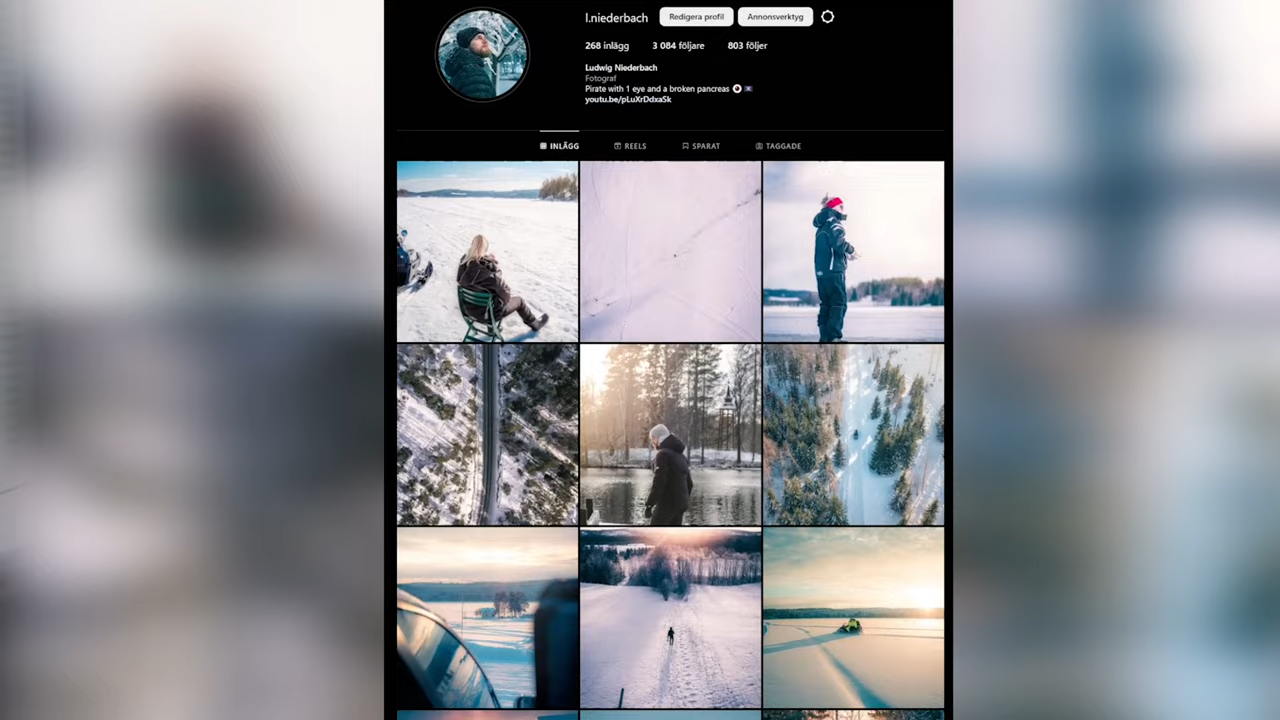 l.niederbach Redigera profil Annonsverktyg
268 inlägg 3 084 följare 803 följer
Ludwig Niederbach
Fotograf
Pirate with 1 eye and a broken pancreas
youtu.be/pLuXrDdxaSk
INLÄGG REELS SPARAT TAGGADE